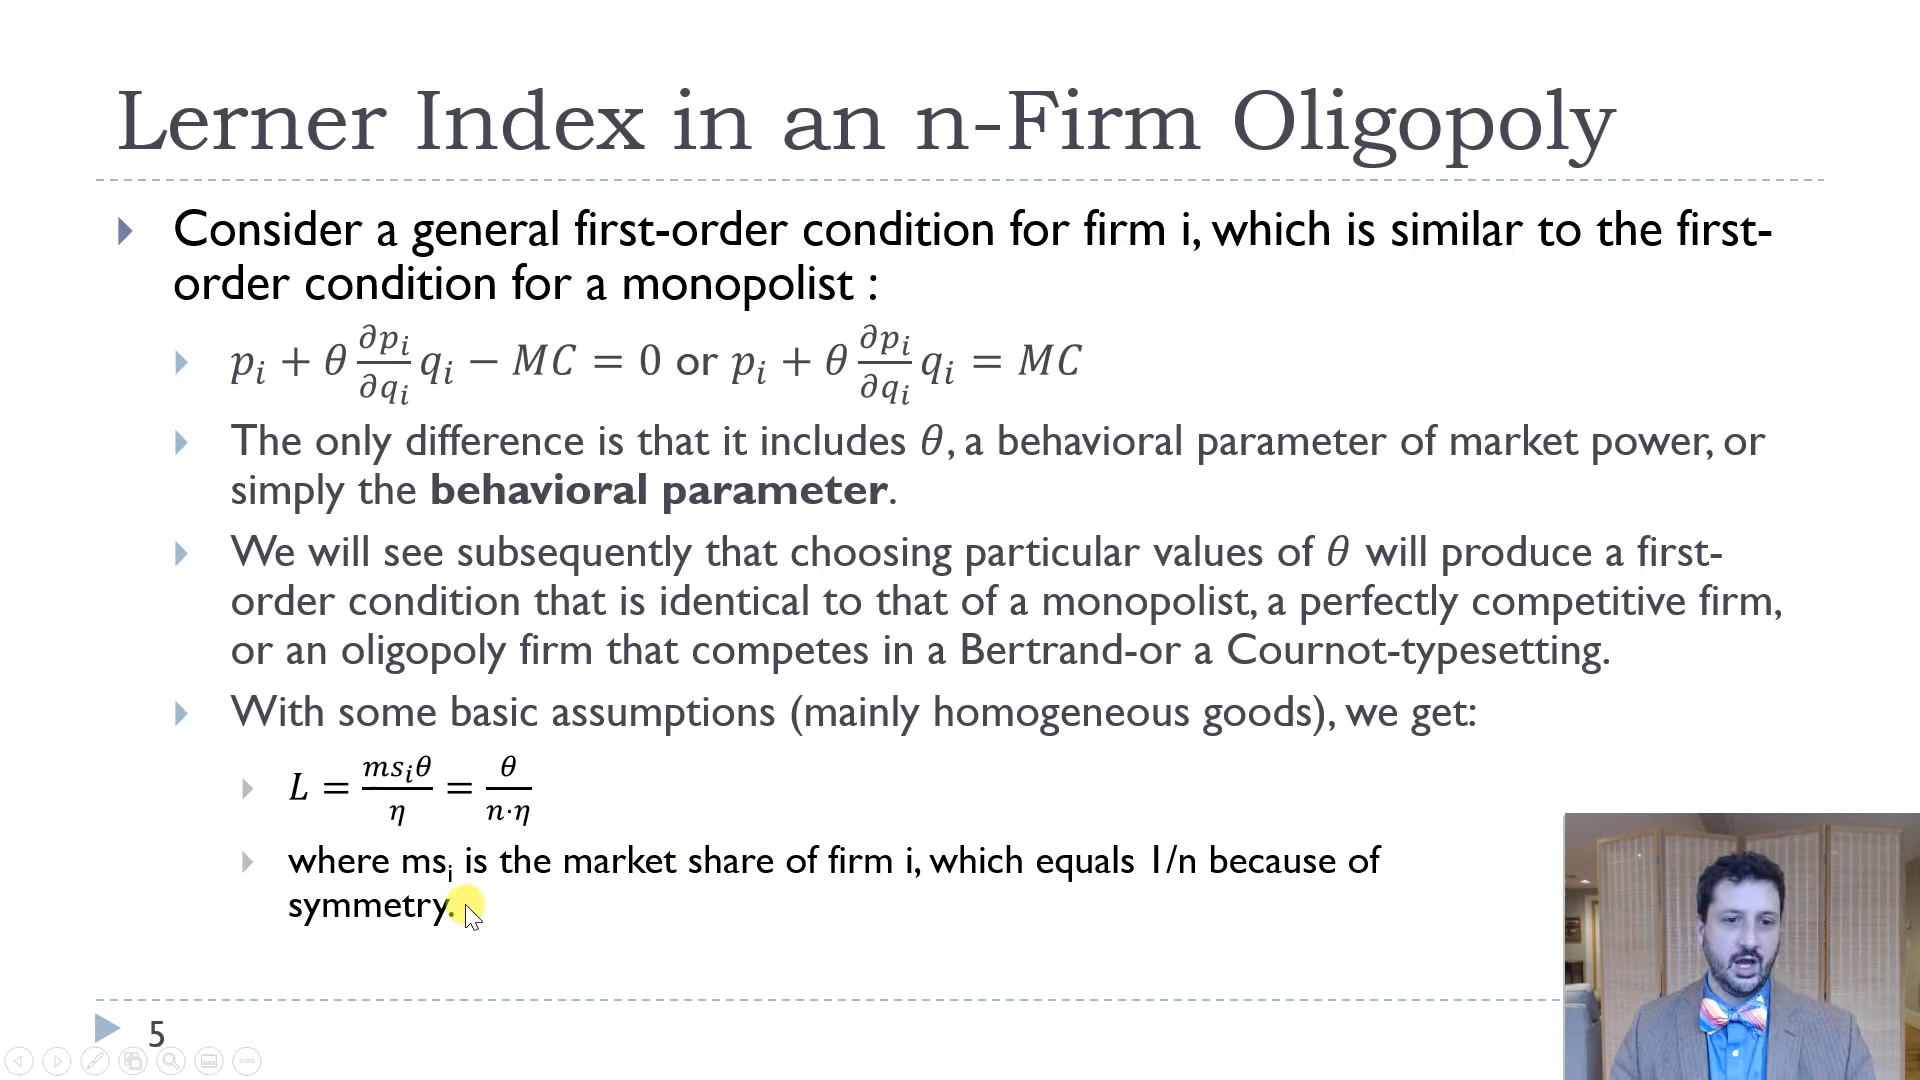 Lerner Index in an n-Firm Oligopoly
Consider a general first-order condition for firm i, which is similar to the first-
order condition for a monopolist :
p_i + θ ∂p_i/∂q_i q_i − MC = 0 or p_i + θ ∂p_i/∂q_i q_i = MC
The only difference is that it includes θ, a behavioral parameter of market power, or
simply the behavioral parameter.
We will see subsequently that choosing particular values of θ will produce a first-
order condition that is identical to that of a monopolist, a perfectly competitive firm,
or an oligopoly firm that competes in a Bertrand-or a Cournot-typesetting.
With some basic assumptions (mainly homogeneous goods), we get:
L = ms_iθ/η = θ/n·η
where ms_i is the market share of firm i, which equals 1/n because of
symmetry.
5